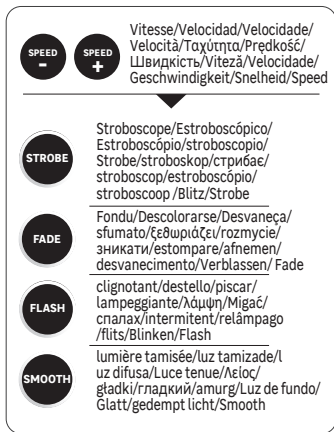 SPEED
-
SPEED
+
Vitesse/Velocidad/Velocidade/
Velocità/Ταχύτητα/Prędkość/
Швидкість/Viteză/Velocidade/
Geschwindigkeit/Snelheid/Speed
STROBE
Stroboscope/Estroboscópico/
Estroboscópio/stroboscopio/
Strobe/stroboskop/стрибає/
stroboscop/estroboscópio/
stroboscoop /Blitz/Strobe
FADE
Fondu/Descolorarse/Desvaneça/
sfumato/ξεθωριάζει/rozmycie/
зникати/estompare/afnemen/
desvanecimento/Verblassen/ Fade
FLASH
clignotant/destello/piscar/
lampeggiante/λάμψη/Migać/
спалах/intermitent/relâmpago
/flits/Blinken/Flash
SMOOTH
lumière tamisée/luz tamizade/l
uz difusa/Luce tenue/Λείος/
gładki/гладкий/amurg/Luz de fundo/
Glatt/gedempt licht/Smooth